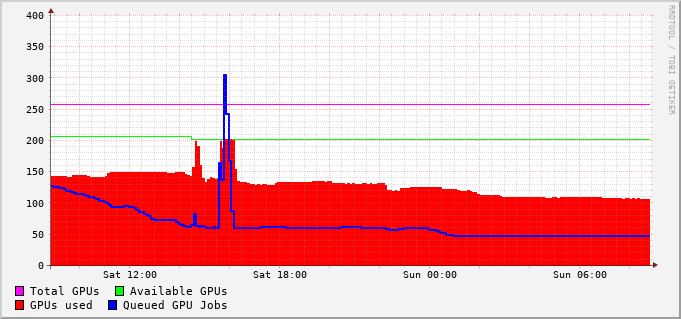 400
350
300
250
200
150
100
50
0
Sat 12:00 Sat 18:00 Sun 00:00 Sun 06:00
Total GPUs Available GPUs
GPUs used Queued GPU Jobs
RRDTOOL / TOBI OETIKER